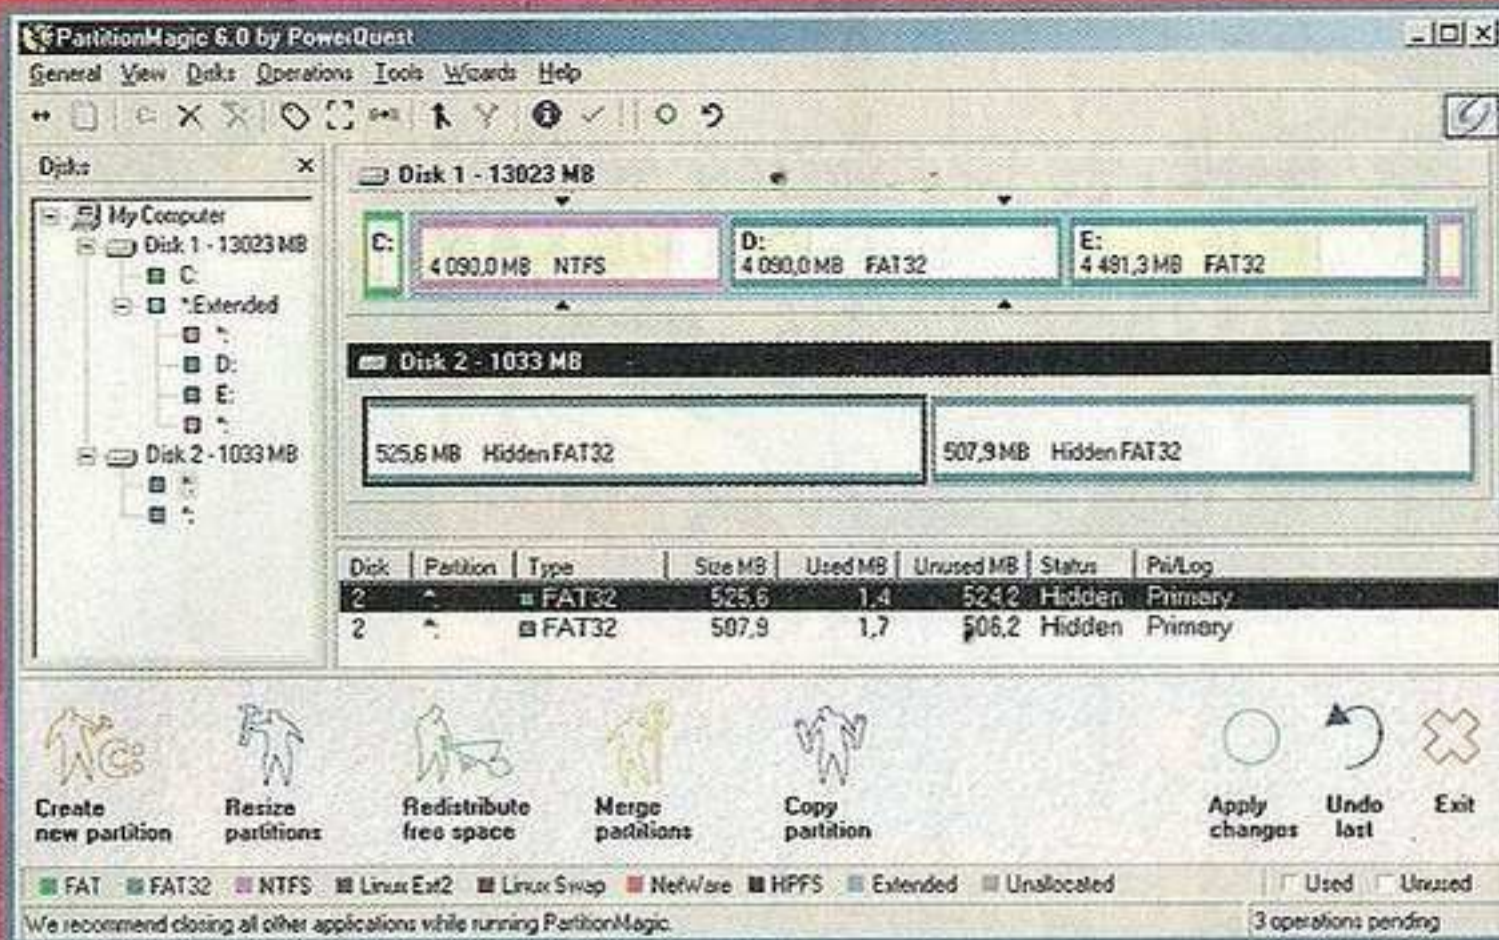 PartitionMagic 6.0 by PowerQuest
General View Disks Operations Tools Wizards Help
Disks
My Computer
Disk 1 - 13023 MB
C:
*:Extended
*:
D:
E:
*:
Disk 2 - 1033 MB
*:
*:
Disk 1 - 13023 MB
C:
4 090,0 MB NTFS
D:
4 090,0 MB FAT32
E:
4 491,3 MB FAT32
Disk 2 - 1033 MB
525,6 MB Hidden FAT32
507,9 MB Hidden FAT32
Disk Partition Type Size MB Used MB Unused MB Status Pri/Log
2 *: FAT32 525,6 1,4 524,2 Hidden Primary
2 *: FAT32 507,9 1,7 506,2 Hidden Primary
Create
new partition
Resize
partitions
Redistribute
free space
Merge
partitions
Copy
partition
Apply
changes
Undo
last
Exit
FAT FAT32 NTFS Linux Ext2 Linux Swap NetWare HPFS Extended Unallocated Used Unused
We recommend closing all other applications while running PartitionMagic.
3 operations pending